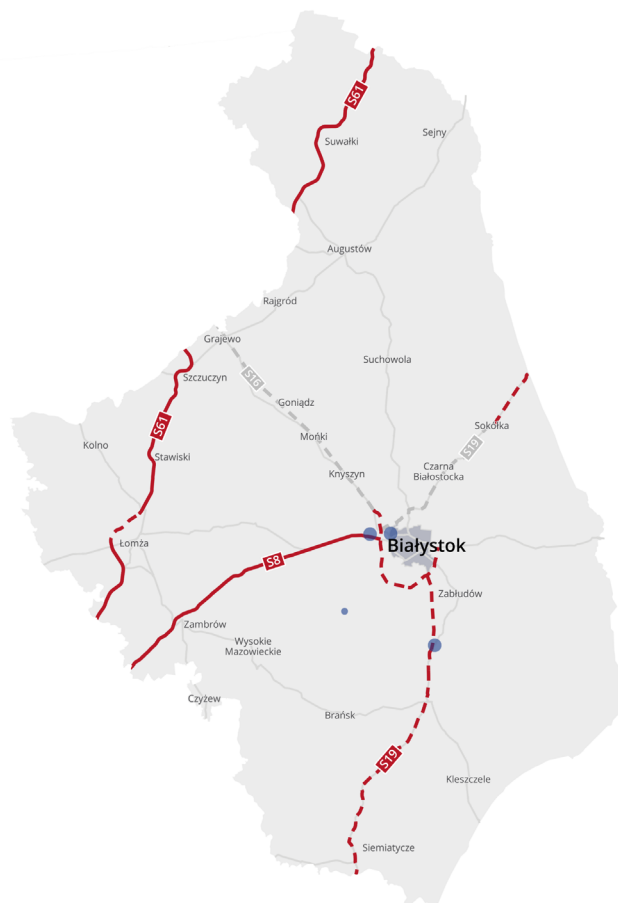 S61
Sejny
Suwałki
Augustów
Rajgród
Grajewo
Suchowola
Szczuczyn
S16
Goniądz
S61
Sokółka
Mońki
Kolno
S19
Stawiski
Knyszyn
Czarna
Białostocka
Łomża
Białystok
S8
Zabłudów
Zambrów
Wysokie
Mazowieckie
Czyżew
Brańsk
S19
Kleszczele
Siemiatycze